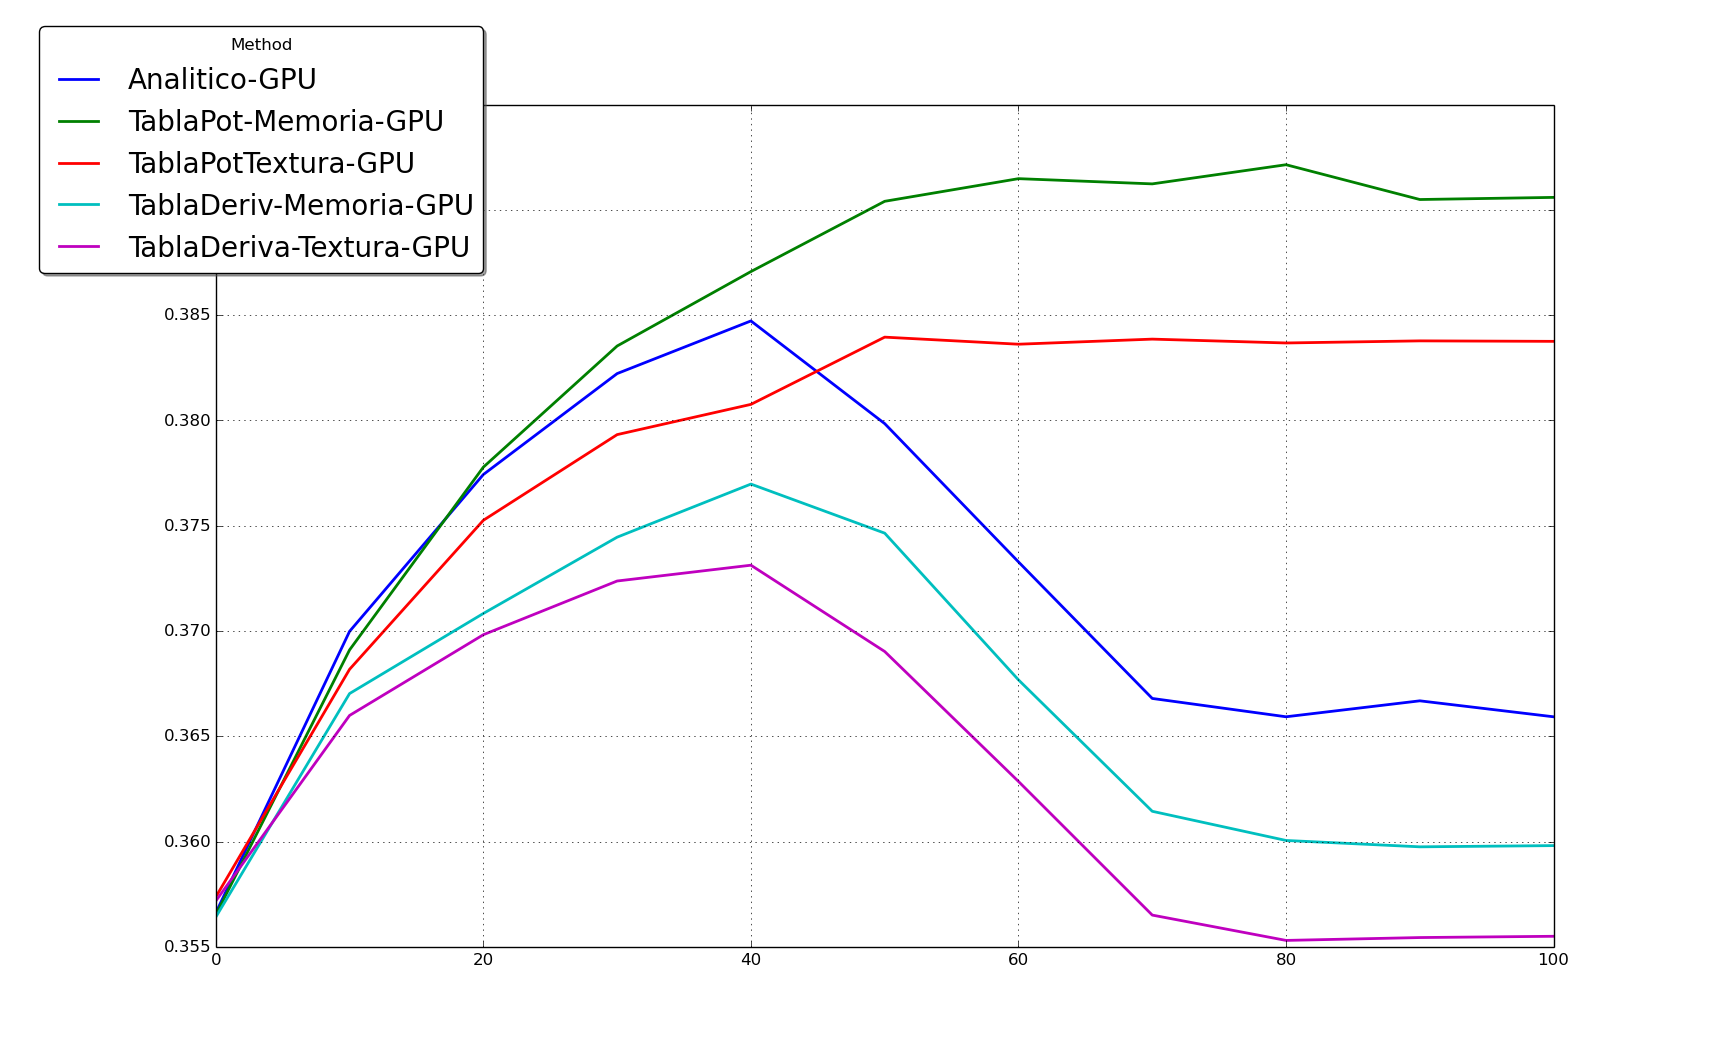 Method
Analitico-GPU
TablaPot-Memoria-GPU
TablaPotTextura-GPU
TablaDeriv-Memoria-GPU
TablaDeriva-Textura-GPU
0.385
0.380
0.375
0.370
0.365
0.360
0.355
0 20 40 60 80 100